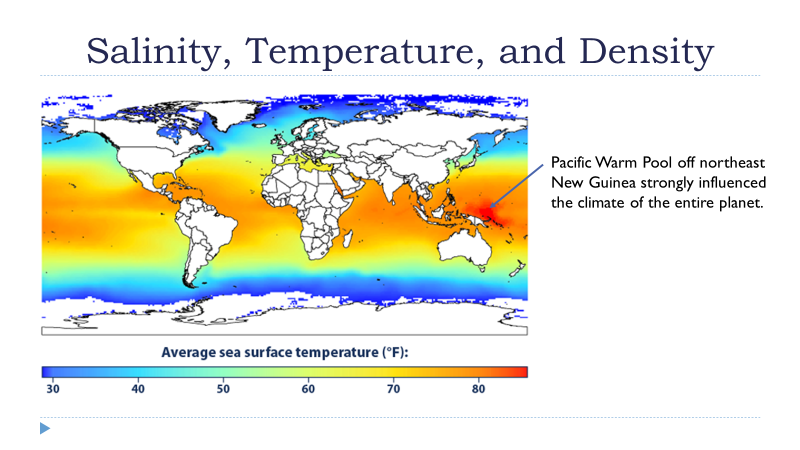 Salinity, Temperature, and Density
Pacific Warm Pool off northeast
New Guinea strongly influenced
the climate of the entire planet.
Average sea surface temperature (°F):
30 40 50 60 70 80